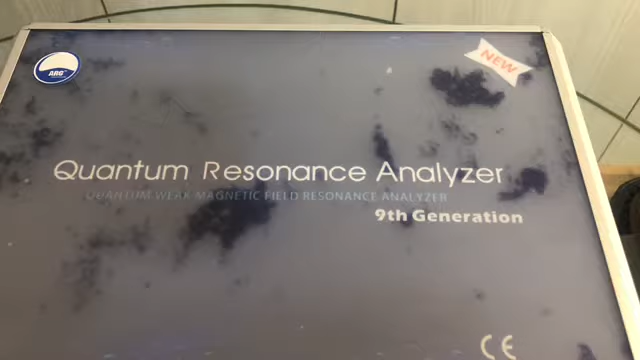 ARG
NEW
Quantum Resonance Analyzer
QUANTUM WEAK MAGNETIC FIELD RESONANCE ANALYZER
9th Generation
CE